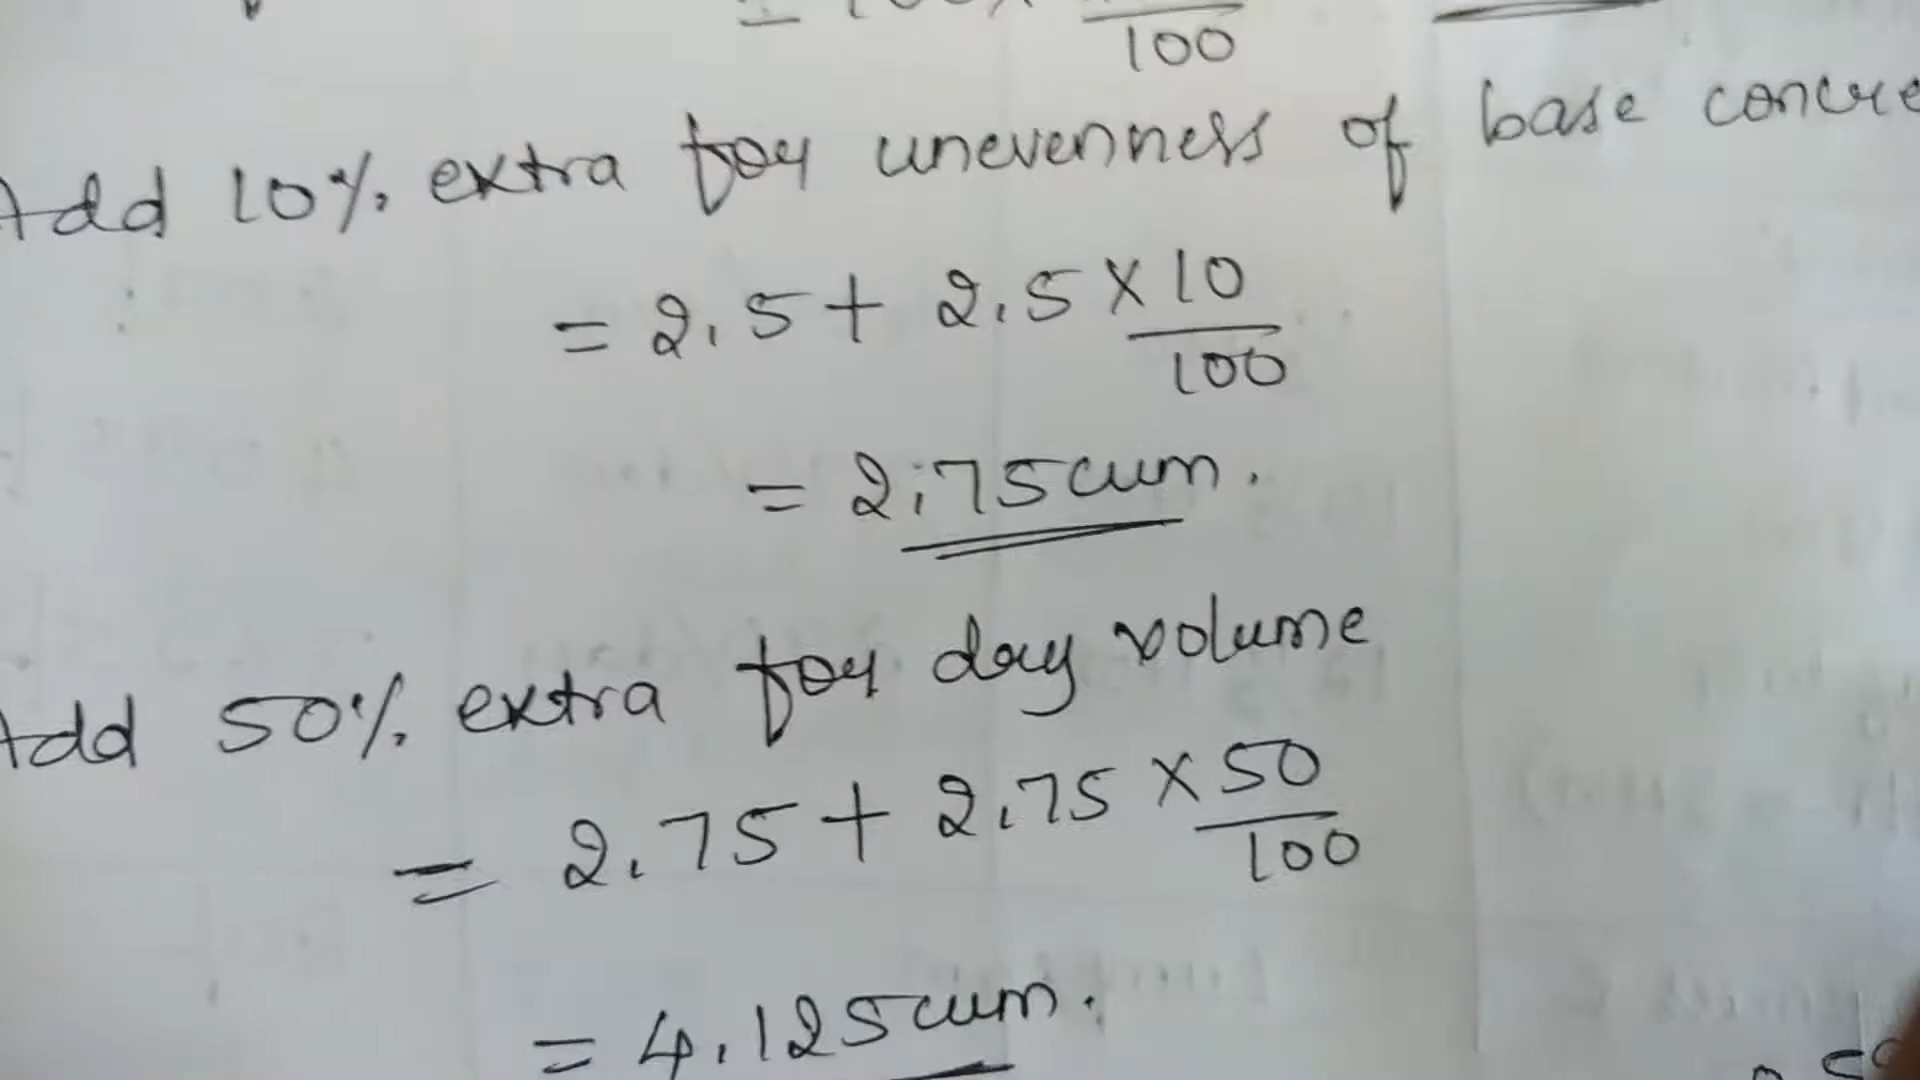 100
Add 10% extra for unevenness of base concre
= 2.5 + 2.5 × 10/100
= 2.75 cum.
Add 50% extra for dry volume
= 2.75 + 2.75 × 50/100
= 4.125 cum.